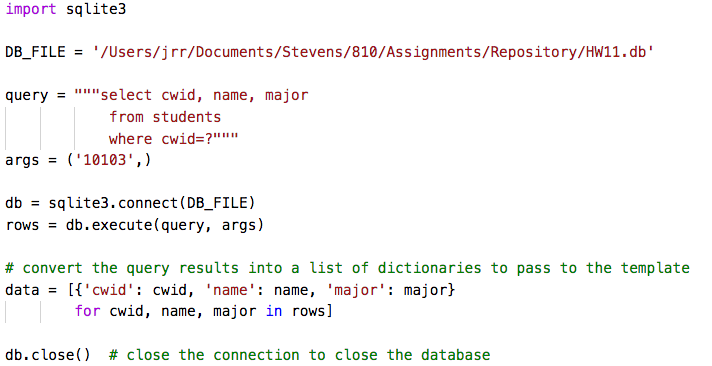 import sqlite3
DB_FILE = '/Users/jrr/Documents/Stevens/810/Assignments/Repository/HW11.db'
query = """select cwid, name, major
from students
where cwid=?"""
args = ('10103',)
db = sqlite3.connect(DB_FILE)
rows = db.execute(query, args)
# convert the query results into a list of dictionaries to pass to the template
data = [{'cwid': cwid, 'name': name, 'major': major}
for cwid, name, major in rows]
db.close()  # close the connection to close the database